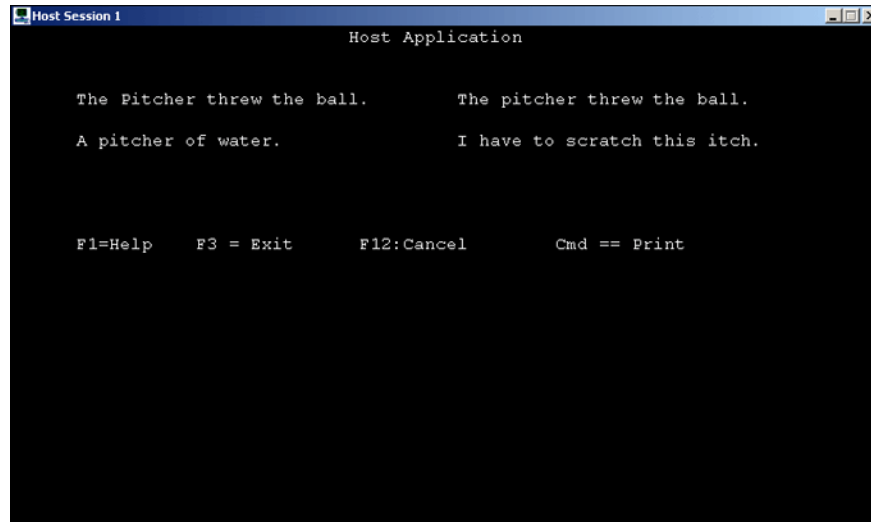 Host Session 1
Host Application
The Pitcher threw the ball. The pitcher threw the ball.
A pitcher of water. I have to scratch this itch.
F1=Help F3 = Exit F12:Cancel Cmd == Print